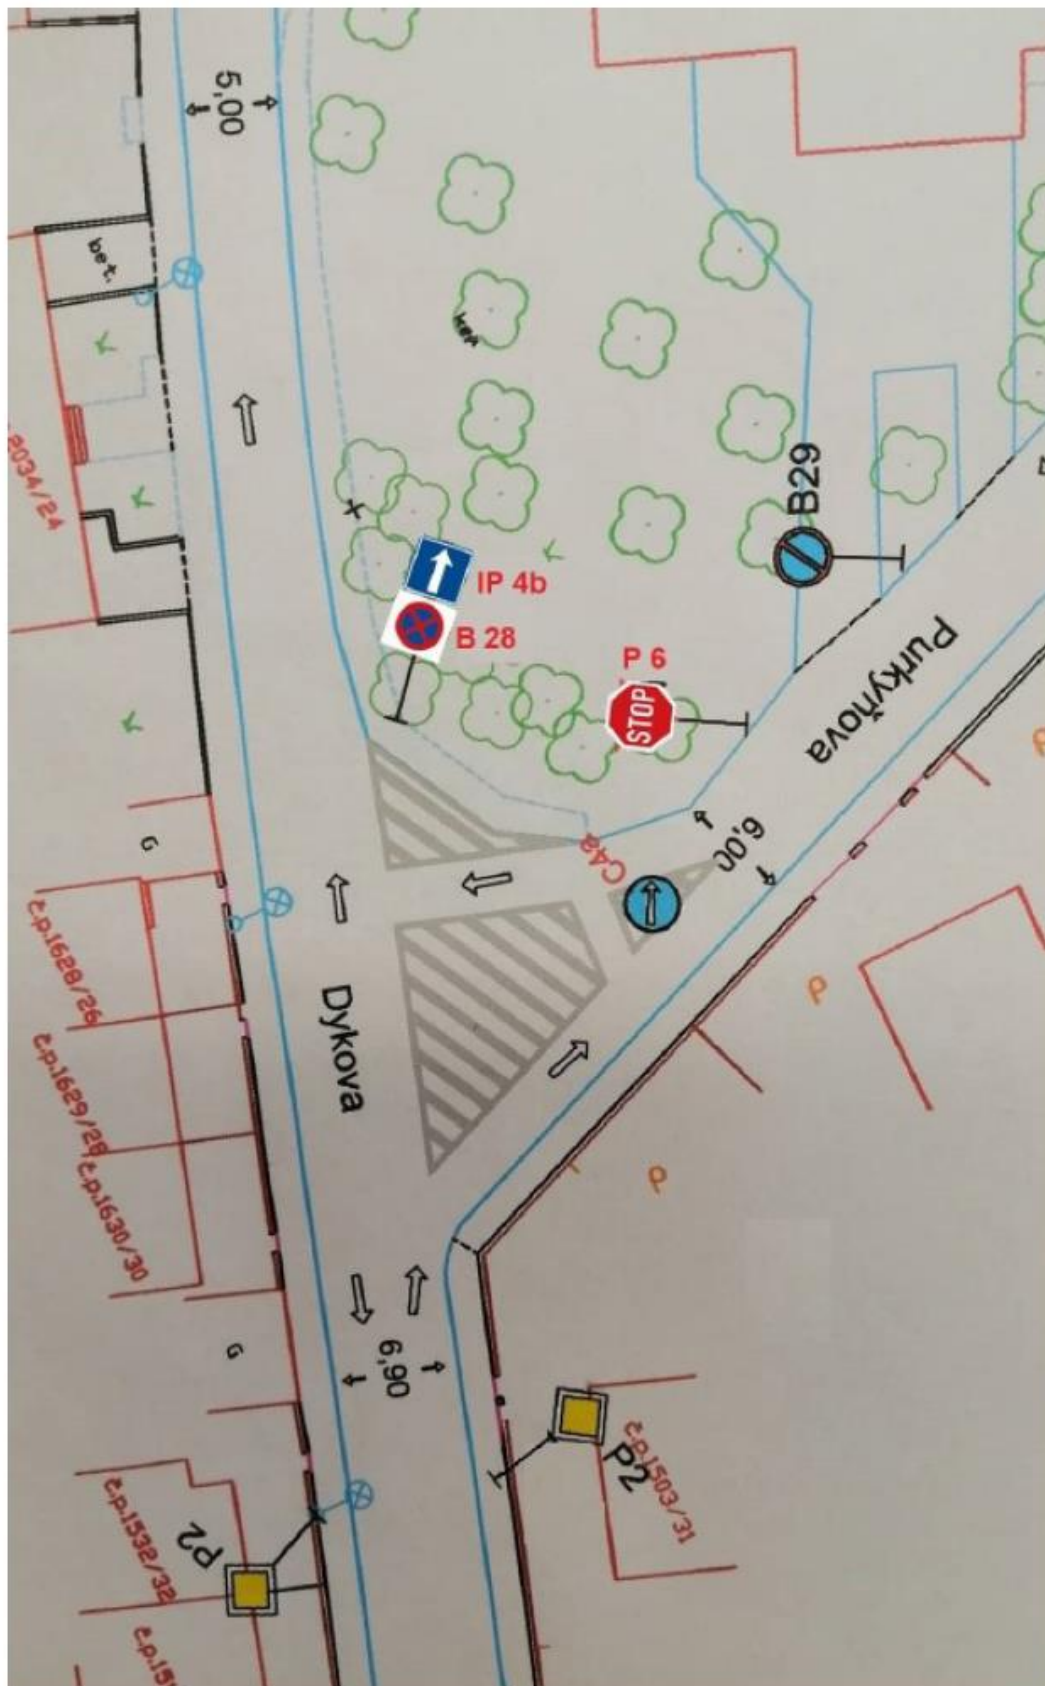 5,00
bet.
keř
B29
č.p.2034/24
IP 4b
B 28
P 6
STOP
Purkyňova
G
6,00
C4a
č.p.1628/26
P
Dykova
č.p.1629/28
P
č.p.1630/30
G
6,90
č.p.1503/31
P2
č.p.1532/32
P2